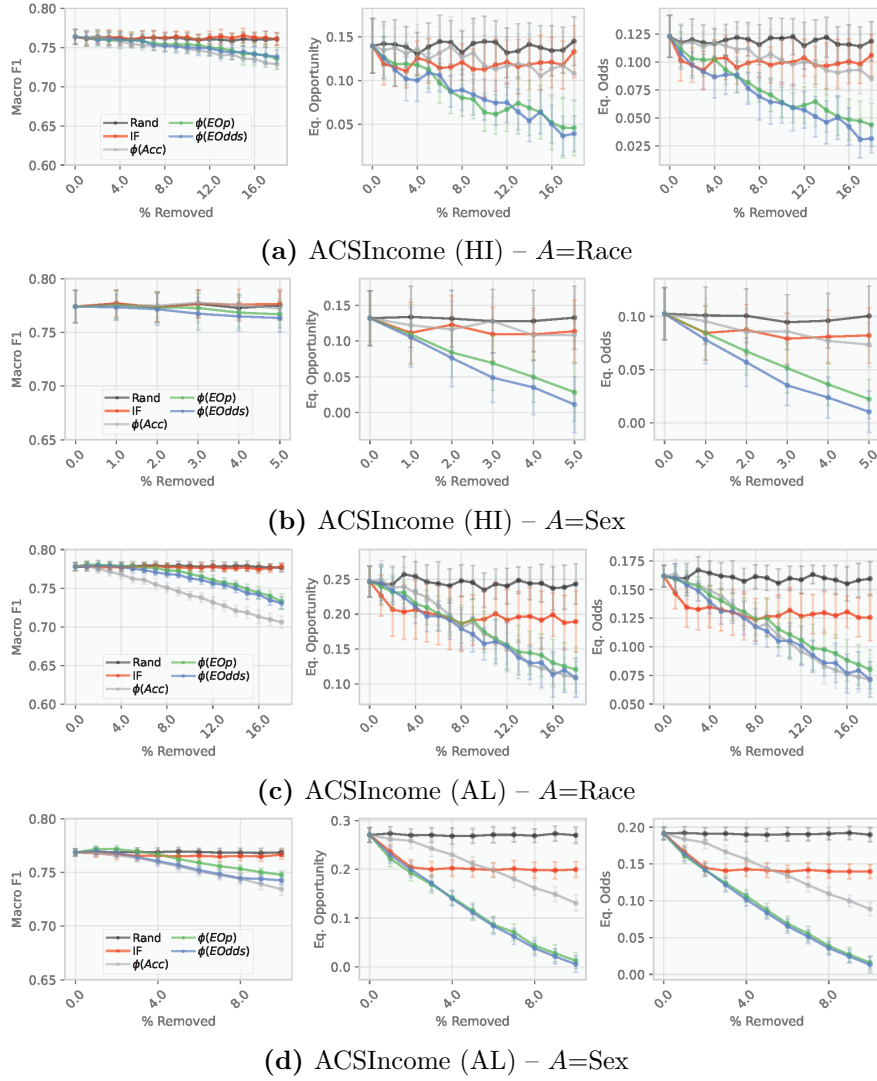 0.80
0.75
0.70
0.65
0.60
Macro F1
Rand
IF
ϕ(Acc)
ϕ(EOp)
ϕ(EOdds)
0.0
4.0
8.0
12.0
16.0
% Removed
0.15
0.10
0.05
Eq. Opportunity
0.0
4.0
8.0
12.0
16.0
% Removed
0.125
0.100
0.075
0.050
0.025
Eq. Odds
0.0
4.0
8.0
12.0
16.0
% Removed
(a) ACSIncome (HI) – A=Race
0.80
0.75
0.70
0.65
Macro F1
Rand
IF
ϕ(Acc)
ϕ(EOp)
ϕ(EOdds)
0.0
1.0
2.0
3.0
4.0
5.0
% Removed
0.15
0.10
0.05
0.00
Eq. Opportunity
0.0
1.0
2.0
3.0
4.0
5.0
% Removed
0.10
0.05
0.00
Eq. Odds
0.0
1.0
2.0
3.0
4.0
5.0
% Removed
(b) ACSIncome (HI) – A=Sex
0.80
0.75
0.70
0.65
0.60
Macro F1
Rand
IF
ϕ(Acc)
ϕ(EOp)
ϕ(EOdds)
0.0
4.0
8.0
12.0
16.0
% Removed
0.25
0.20
0.15
0.10
Eq. Opportunity
0.0
4.0
8.0
12.0
16.0
% Removed
0.175
0.150
0.125
0.100
0.075
0.050
Eq. Odds
0.0
4.0
8.0
12.0
16.0
% Removed
(c) ACSIncome (AL) – A=Race
0.80
0.75
0.70
0.65
Macro F1
Rand
IF
ϕ(Acc)
ϕ(EOp)
ϕ(EOdds)
0.0
4.0
8.0
% Removed
0.3
0.2
0.1
0.0
Eq. Opportunity
0.0
4.0
8.0
% Removed
0.20
0.15
0.10
0.05
0.00
Eq. Odds
0.0
4.0
8.0
% Removed
(d) ACSIncome (AL) – A=Sex